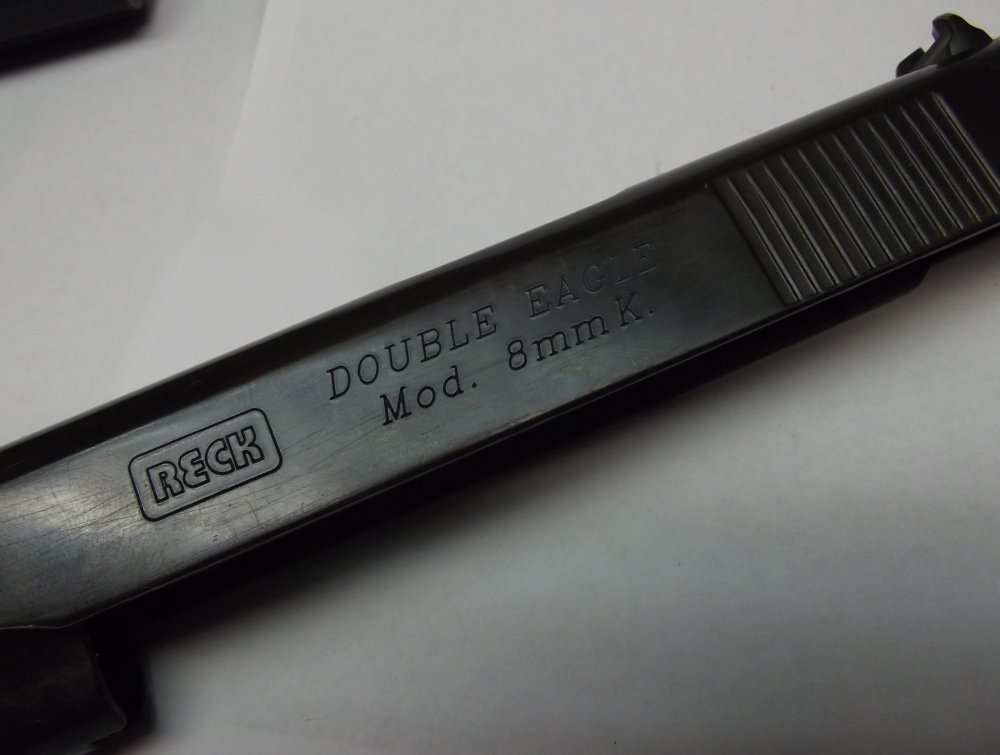 DOUBLE EAGLE
Mod. 8mm K.
RECK